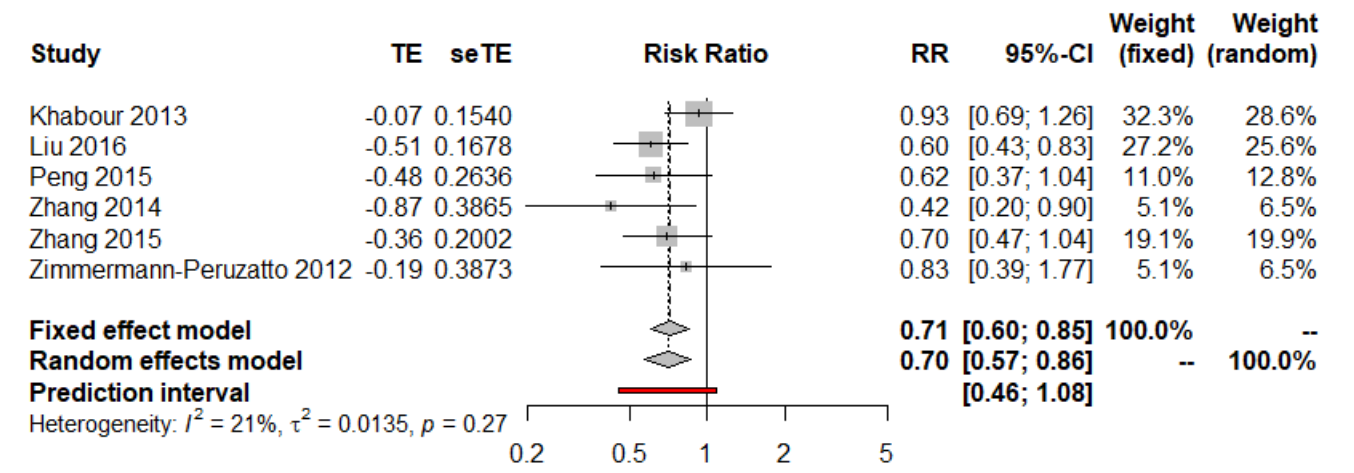 Weight Weight
Study TE seTE Risk Ratio RR 95%-CI (fixed) (random)
Khabour 2013 -0.07 0.1540 0.93 [0.69; 1.26] 32.3% 28.6%
Liu 2016 -0.51 0.1678 0.60 [0.43; 0.83] 27.2% 25.6%
Peng 2015 -0.48 0.2636 0.62 [0.37; 1.04] 11.0% 12.8%
Zhang 2014 -0.87 0.3865 0.42 [0.20; 0.90] 5.1% 6.5%
Zhang 2015 -0.36 0.2002 0.70 [0.47; 1.04] 19.1% 19.9%
Zimmermann-Peruzatto 2012 -0.19 0.3873 0.83 [0.39; 1.77] 5.1% 6.5%
Fixed effect model 0.71 [0.60; 0.85] 100.0% --
Random effects model 0.70 [0.57; 0.86] -- 100.0%
Prediction interval [0.46; 1.08]
Heterogeneity: I² = 21%, τ² = 0.0135, p = 0.27
0.2 0.5 1 2 5